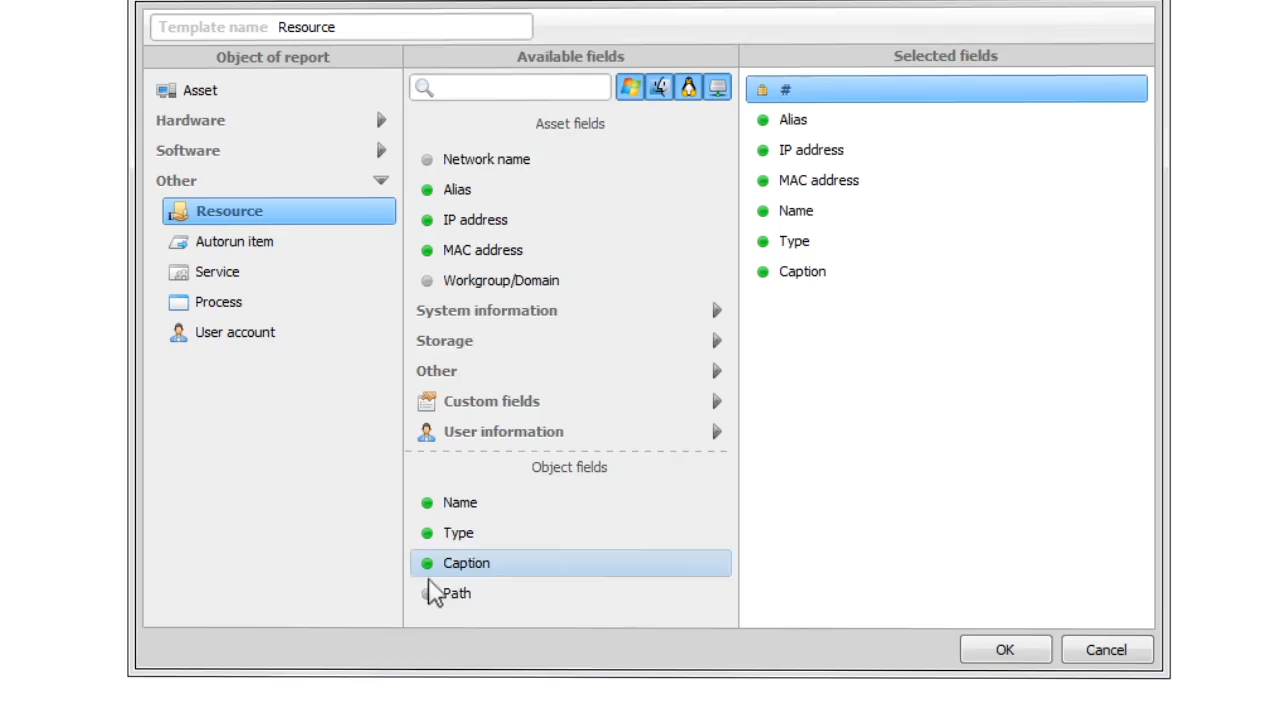 Template name Resource
Object of report
Asset
Hardware
Software
Other
Resource
Autorun item
Service
Process
User account
Available fields
Asset fields
Network name
Alias
IP address
MAC address
Workgroup/Domain
System information
Storage
Other
Custom fields
User information
Object fields
Name
Type
Caption
Path
Selected fields
#
Alias
IP address
MAC address
Name
Type
Caption
OK
Cancel